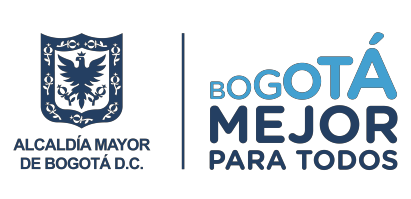 ALCALDÍA MAYOR
DE BOGOTÁ D.C.
BOGOTÁ
MEJOR
PARA TODOS